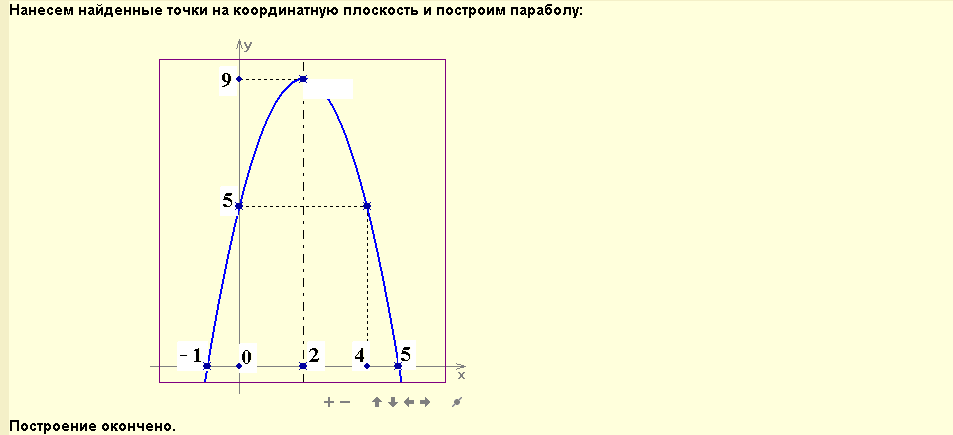 Нанесем найденные точки на координатную плоскость и построим параболу:
y
9
5
-1 0 2 4 5
x
Построение окончено.